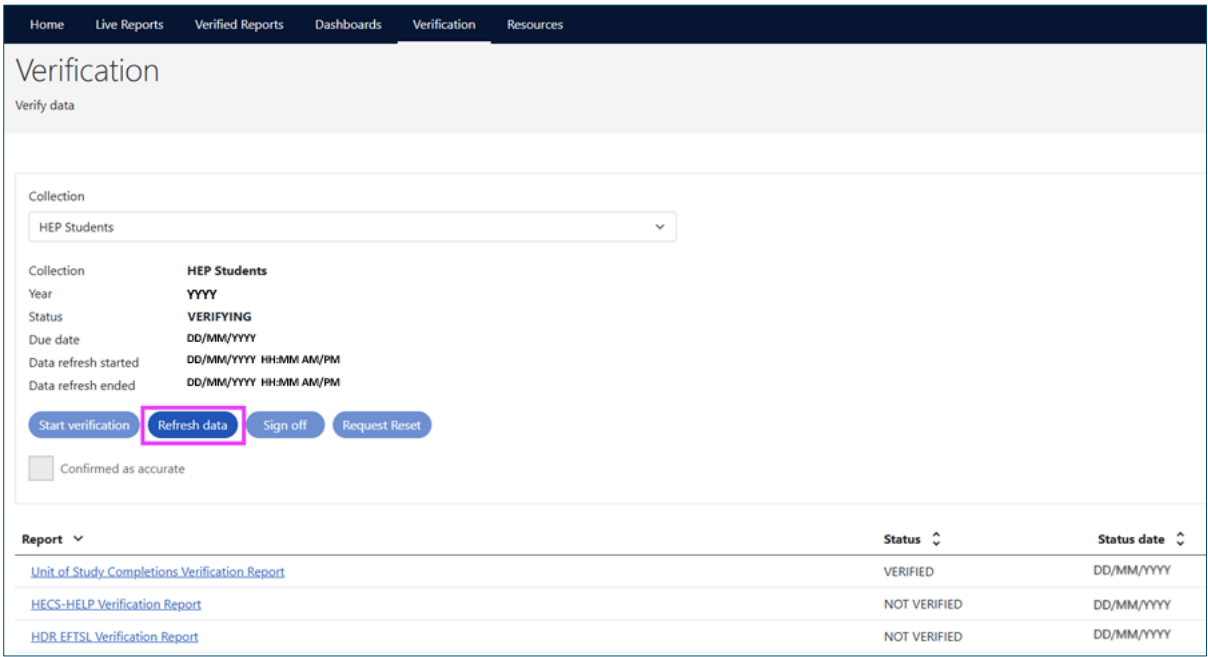 Home Live Reports Verified Reports Dashboards Verification Resources
Verification
Verify data
Collection
HEP Students
Collection HEP Students
Year YYYY
Status VERIFYING
Due date DD/MM/YYYY
Data refresh started DD/MM/YYYY HH:MM AM/PM
Data refresh ended DD/MM/YYYY HH:MM AM/PM
Start verification Refresh data Sign off Request Reset
Confirmed as accurate
Report Status Status date
Unit of Study Completions Verification Report VERIFIED DD/MM/YYYY
HECS-HELP Verification Report NOT VERIFIED DD/MM/YYYY
HDR EFTSL Verification Report NOT VERIFIED DD/MM/YYYY